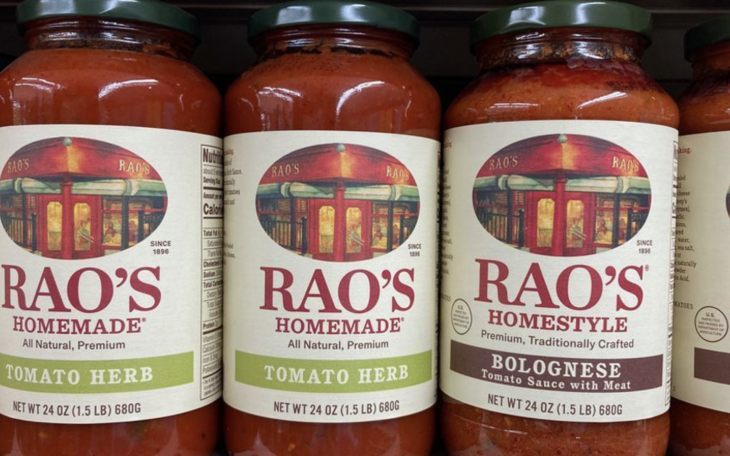 RAO'S RAO'S
SINCE
1896
RAO'S
HOMEMADE®
All Natural, Premium
TOMATO HERB
NET WT 24 OZ (1.5 LB) 680G
RAO'S RAO'S
SINCE
1896
RAO'S
HOMEMADE®
All Natural, Premium
TOMATO HERB
NET WT 24 OZ (1.5 LB) 680G
RAO'S RAO'S
SINCE
1896
RAO'S®
HOMESTYLE
Premium, Traditionally Crafted
BOLOGNESE
Tomato Sauce with Meat
NET WT 24 OZ (1.5 LB) 680G